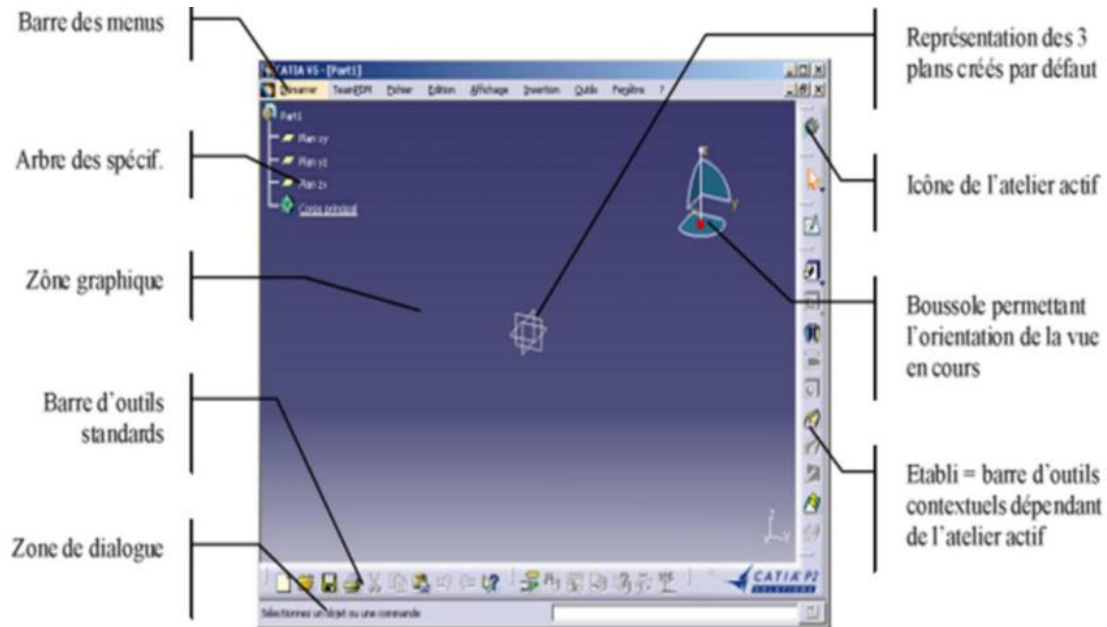 Barre des menus
Arbre des spécif.
Zône graphique
Barre d'outils
standards
Zone de dialogue
CATIA V5 - [Part1]
Démarrer TeamPDM Fichier Edition Affichage Insertion Outils Fenêtre ?
Part1
Plan xy
Plan yz
Plan zx
Corps principal
Y
Z
Y
CATIA P2
SOLUTIONS
Sélectionnez un objet ou une commande
Représentation des 3
plans créés par défaut
Icône de l'atelier actif
Boussole permettant
l'orientation de la vue
en cours
Etabli = barre d'outils
contextuels dépendant
de l'atelier actif